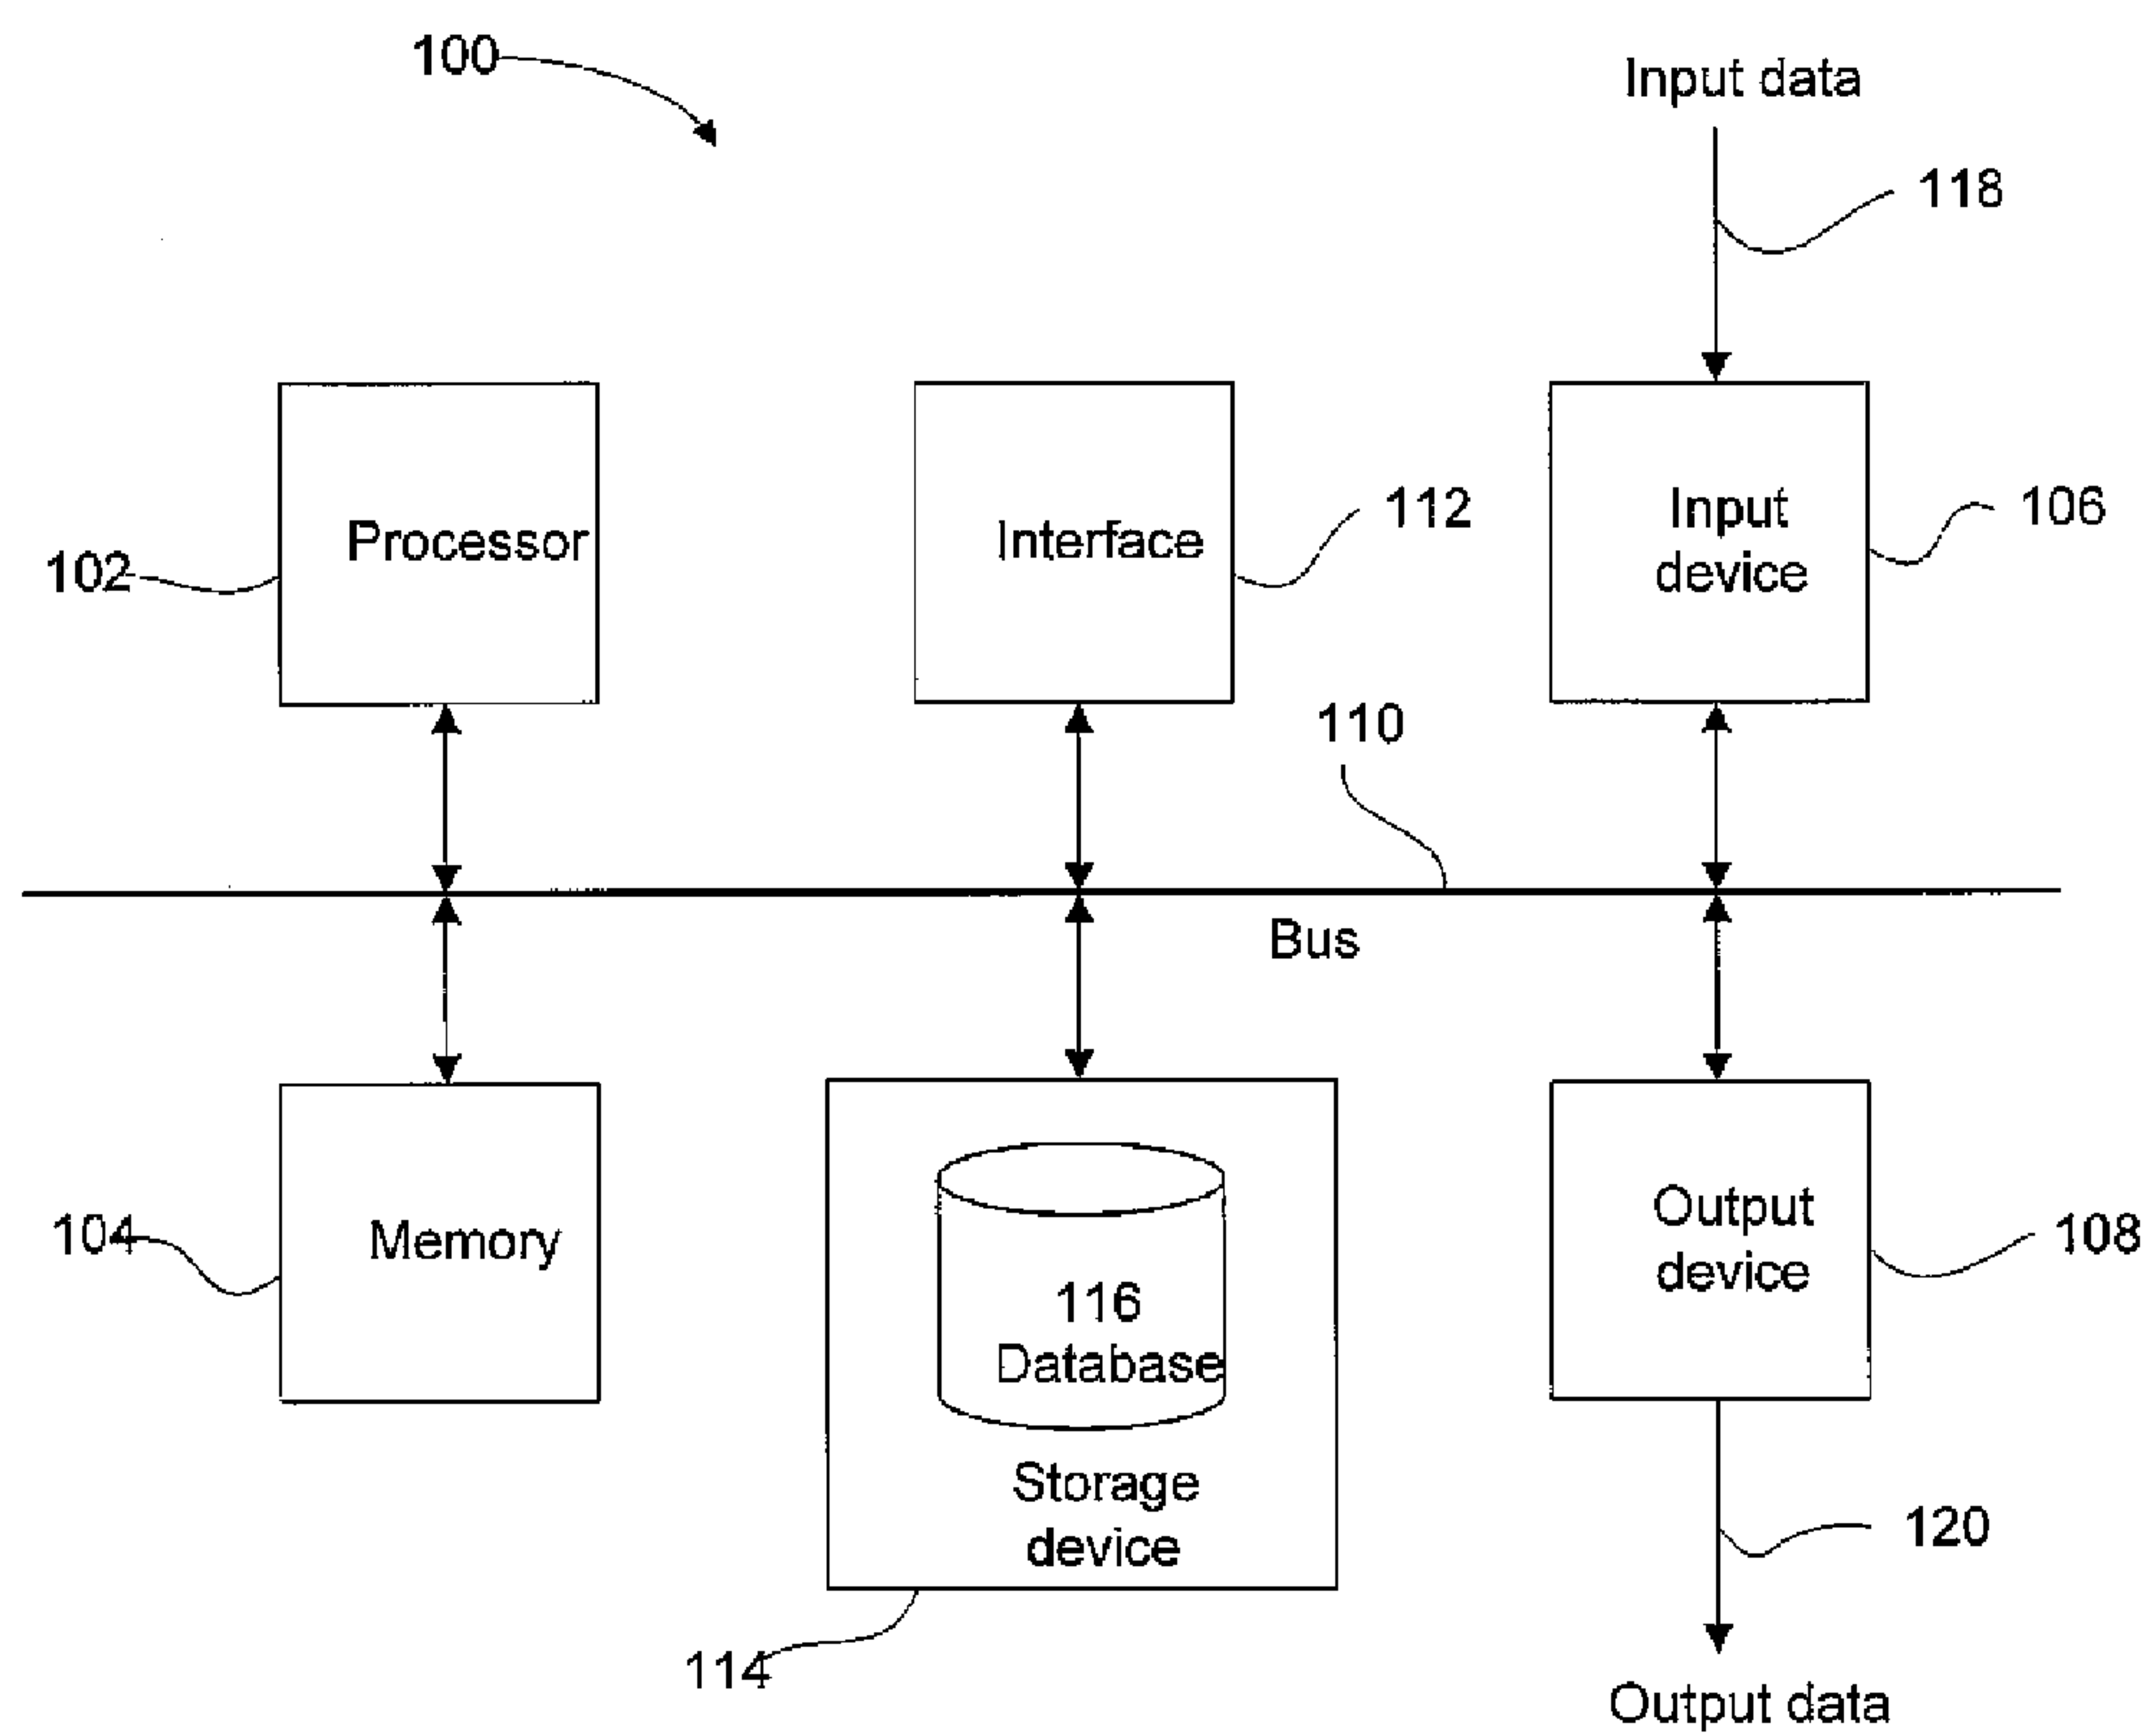 100
Input data
118
Processor
102
Interface
112
Input
device
106
110
Bus
Memory
104
116
Database
Storage
device
114
Output
device
108
120
Output data